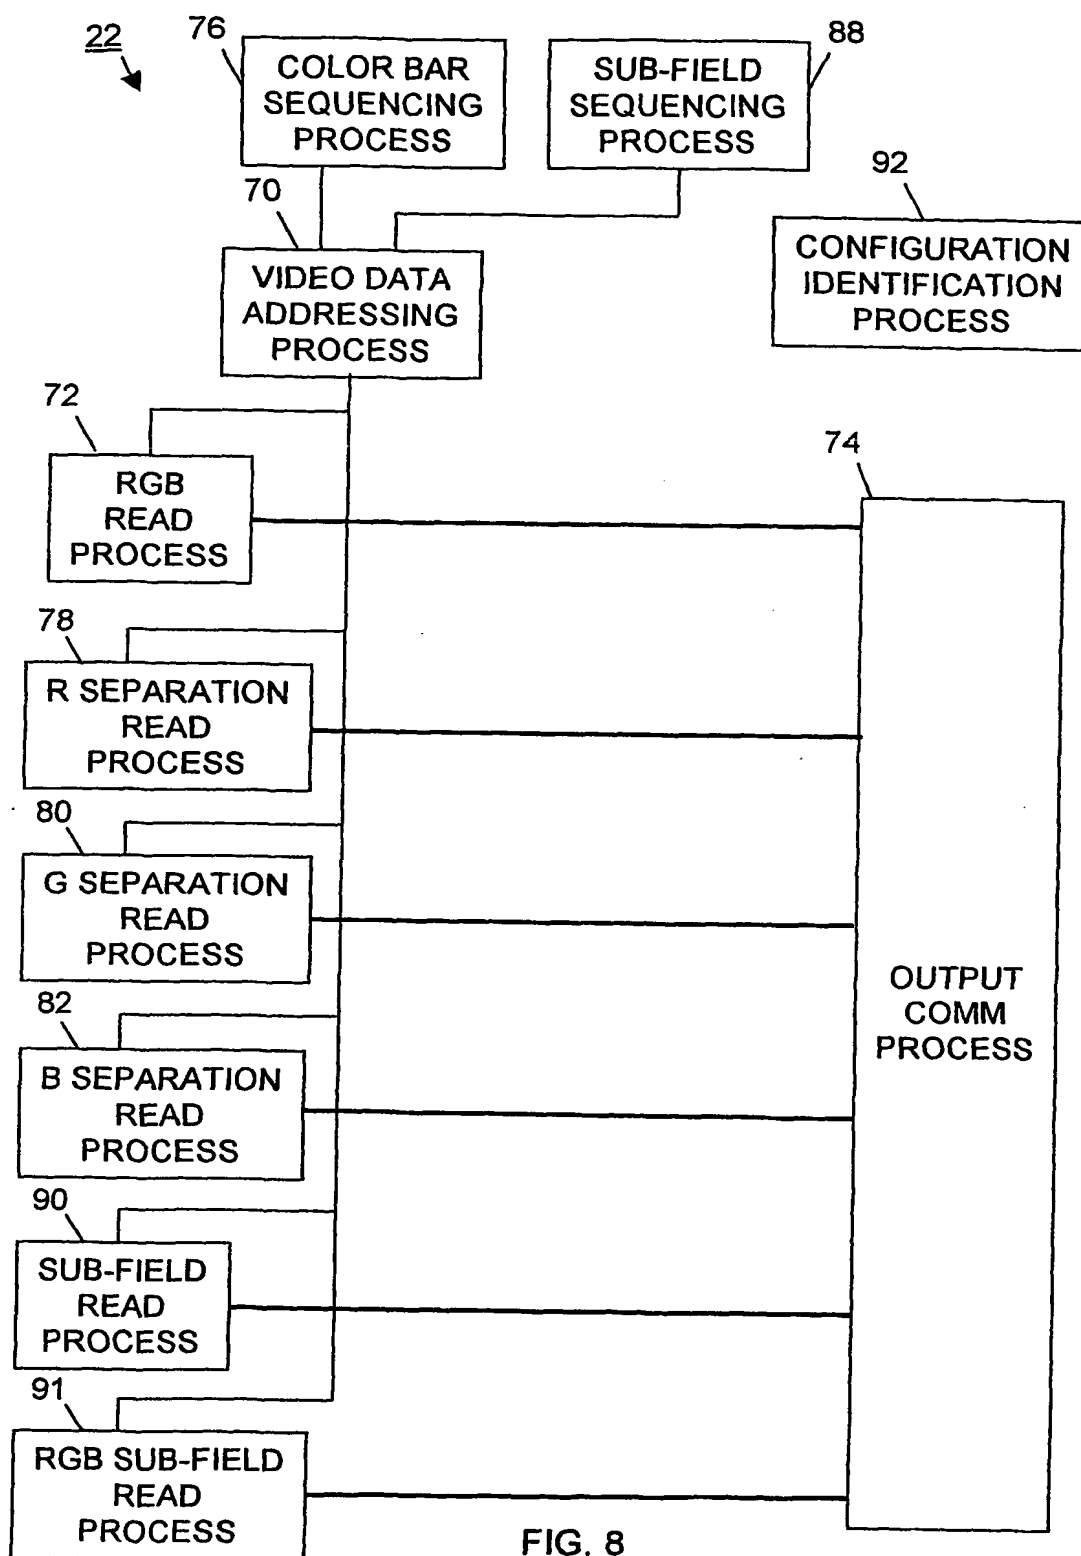 22
76
COLOR BAR
SEQUENCING
PROCESS
88
SUB-FIELD
SEQUENCING
PROCESS
92
CONFIGURATION
IDENTIFICATION
PROCESS
70
VIDEO DATA
ADDRESSING
PROCESS
72
RGB
READ
PROCESS
74
OUTPUT
COMM
PROCESS
78
R SEPARATION
READ
PROCESS
80
G SEPARATION
READ
PROCESS
82
B SEPARATION
READ
PROCESS
90
SUB-FIELD
READ
PROCESS
91
RGB SUB-FIELD
READ
PROCESS
FIG. 8